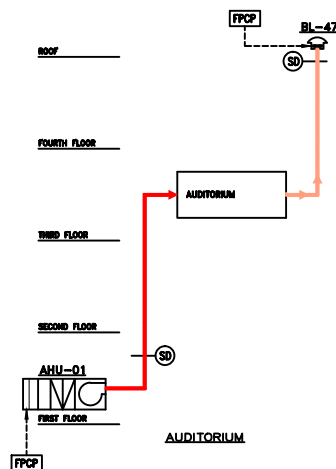 FPCP
BL-47
ROOF
SD
FOURTH FLOOR
AUDITORIUM
THIRD FLOOR
SECOND FLOOR
SD
AHU-01
FIRST FLOOR
AUDITORIUM
FPCP